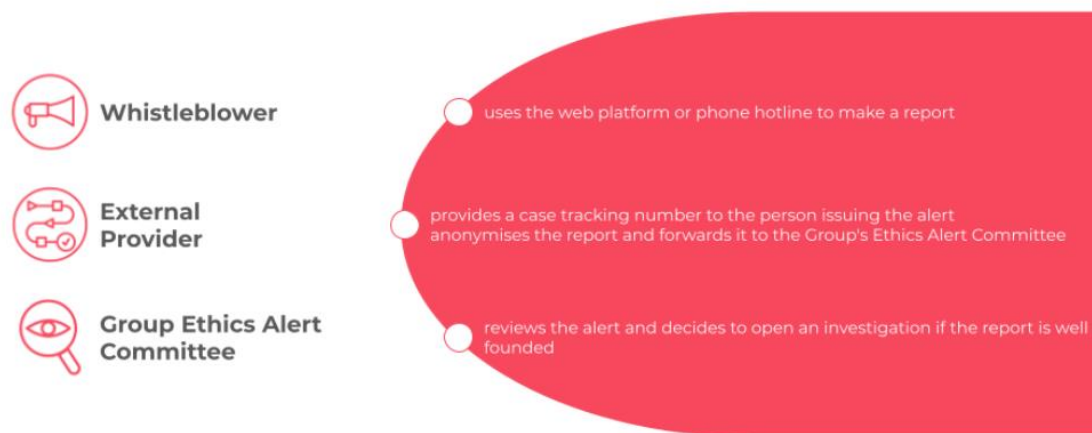 Whistleblower
uses the web platform or phone hotline to make a report
External
Provider
provides a case tracking number to the person issuing the alert
anonymises the report and forwards it to the Group's Ethics Alert Committee
Group Ethics Alert
Committee
reviews the alert and decides to open an investigation if the report is well
founded